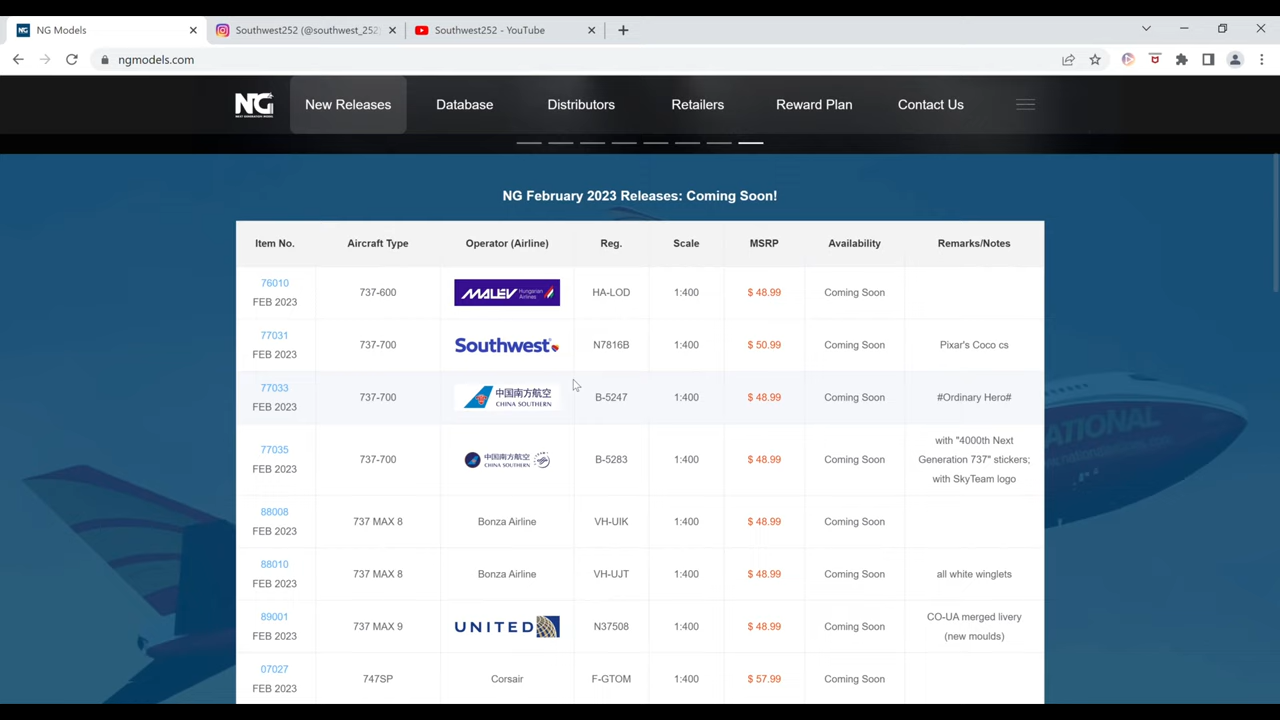 NG Models
Southwest252 (@southwest_252)
Southwest252 - YouTube
ngmodels.com
NG
New Releases
Database
Distributors
Retailers
Reward Plan
Contact Us
NG February 2023 Releases: Coming Soon!
Item No. Aircraft Type Operator (Airline) Reg. Scale MSRP Availability Remarks/Notes
76010
FEB 2023
737-600 MALEV Hungarian Airlines HA-LOD 1:400 $ 48.99 Coming Soon
77031
FEB 2023
737-700 Southwest N7816B 1:400 $ 50.99 Coming Soon Pixar's Coco cs
77033
FEB 2023
737-700 中国南方航空 CHINA SOUTHERN B-5247 1:400 $ 48.99 Coming Soon #Ordinary Hero#
77035
FEB 2023
737-700 中国南方航空 CHINA SOUTHERN B-5283 1:400 $ 48.99 Coming Soon
with "4000th Next
Generation 737" stickers;
with SkyTeam logo
88008
FEB 2023
737 MAX 8 Bonza Airline VH-UIK 1:400 $ 48.99 Coming Soon
88010
FEB 2023
737 MAX 8 Bonza Airline VH-UJT 1:400 $ 48.99 Coming Soon all white winglets
89001
FEB 2023
737 MAX 9 UNITED N37508 1:400 $ 48.99 Coming Soon
CO-UA merged livery
(new moulds)
07027
FEB 2023
747SP Corsair F-GTOM 1:400 $ 57.99 Coming Soon